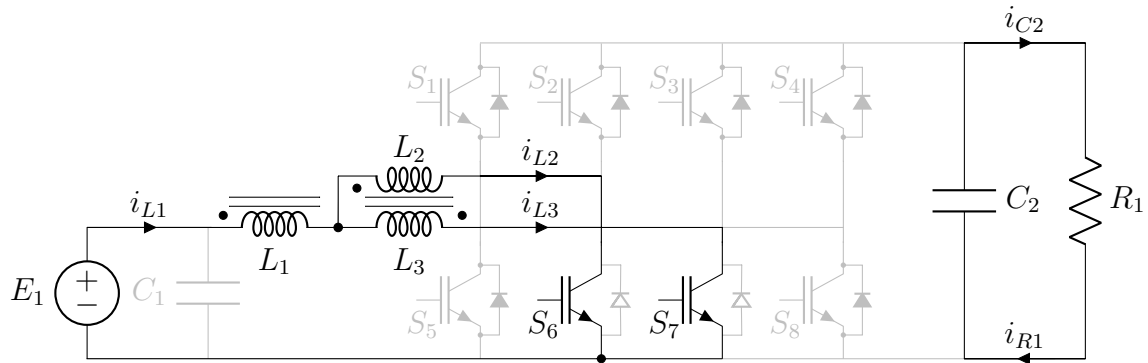 i_{C2}
S_1 S_2 S_3 S_4
L_2 i_{L2}
i_{L1} i_{L3} C_2 R_1
L_1 L_3
E_1 + − C_1
S_5 S_6 S_7 S_8
i_{R1}